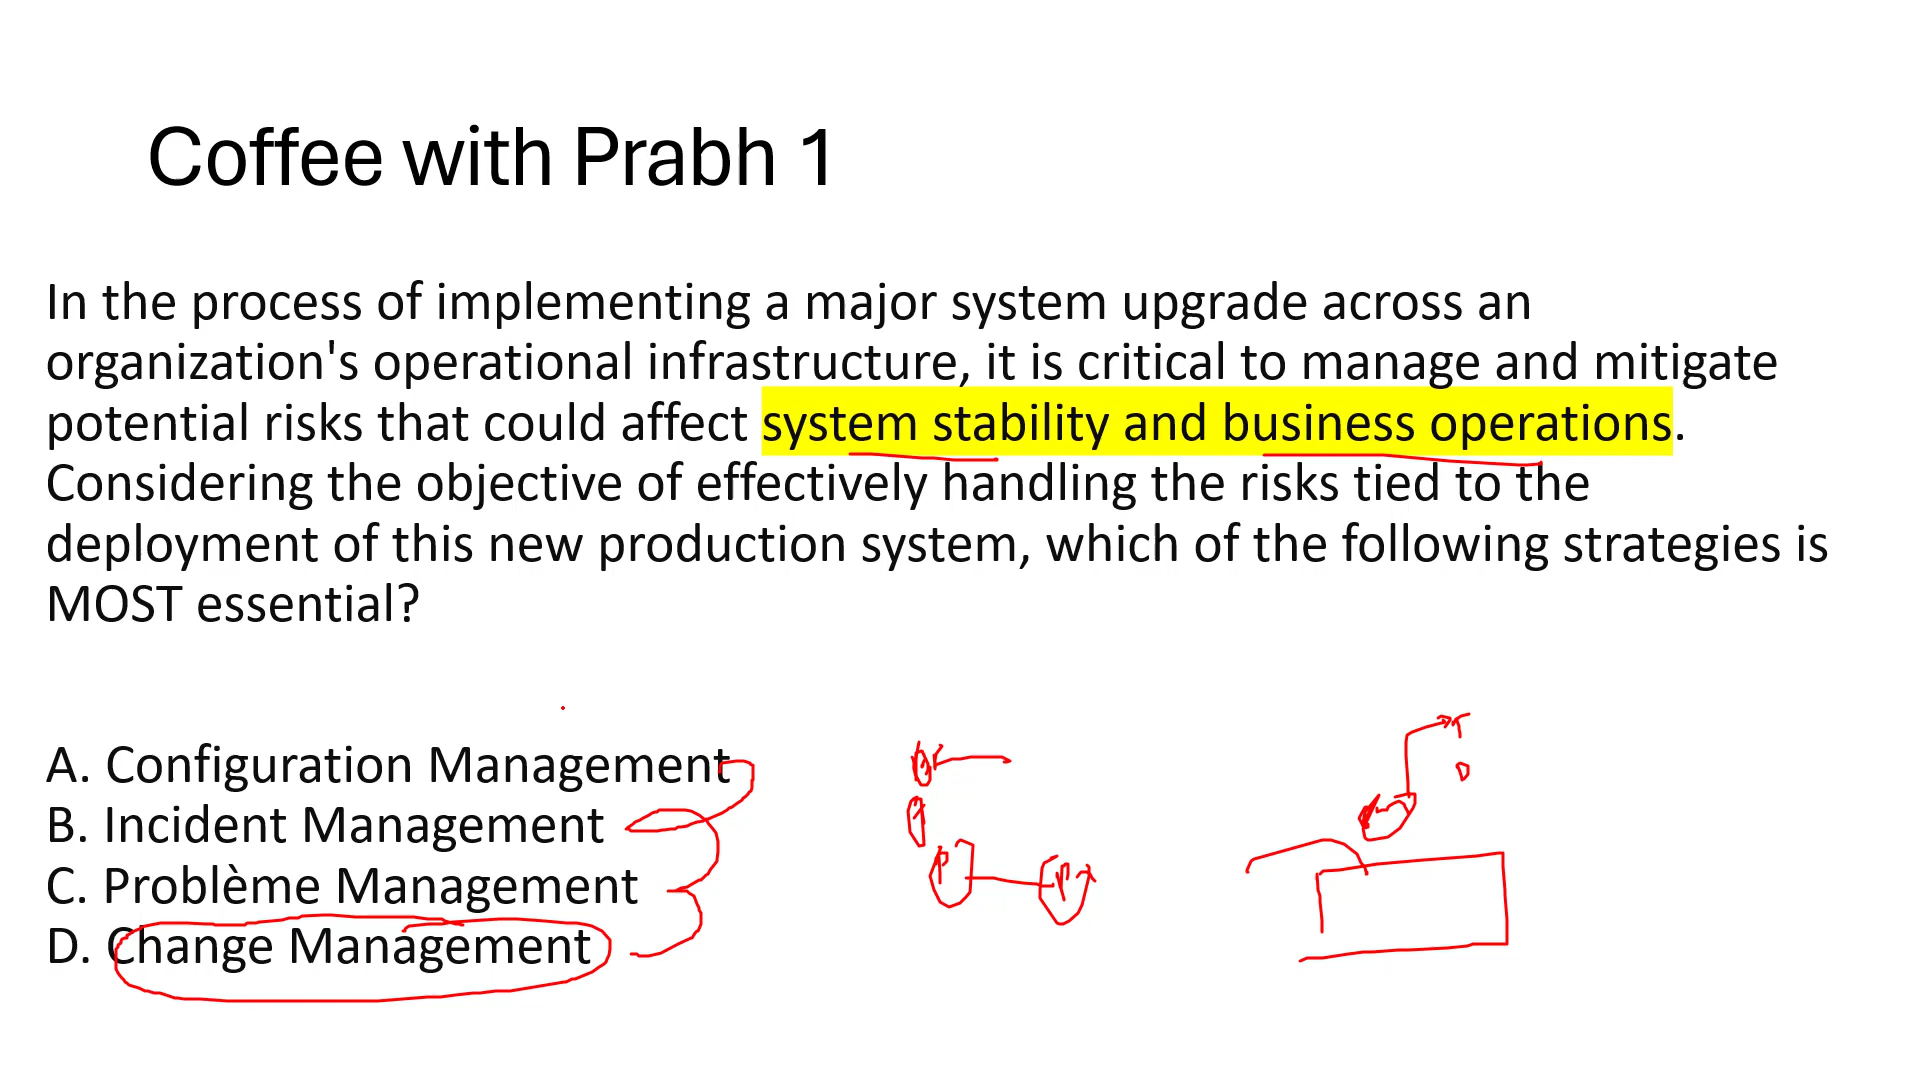 Coffee with Prabh 1
In the process of implementing a major system upgrade across an
organization's operational infrastructure, it is critical to manage and mitigate
potential risks that could affect system stability and business operations.
Considering the objective of effectively handling the risks tied to the
deployment of this new production system, which of the following strategies is
MOST essential?
A. Configuration Management
B. Incident Management
C. Problème Management
D. Change Management